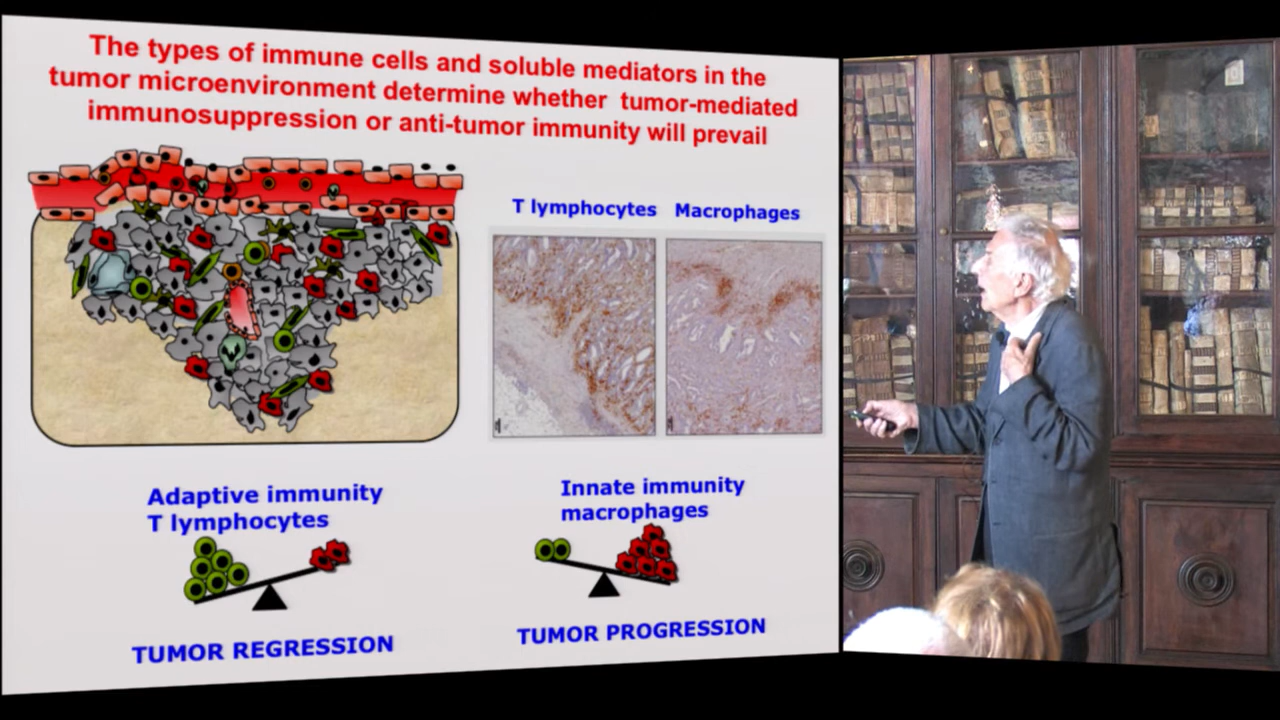 The types of immune cells and soluble mediators in the
tumor microenvironment determine whether tumor-mediated
immunosuppression or anti-tumor immunity will prevail
T lymphocytes Macrophages
Adaptive immunity
T lymphocytes
Innate immunity
macrophages
TUMOR REGRESSION
TUMOR PROGRESSION